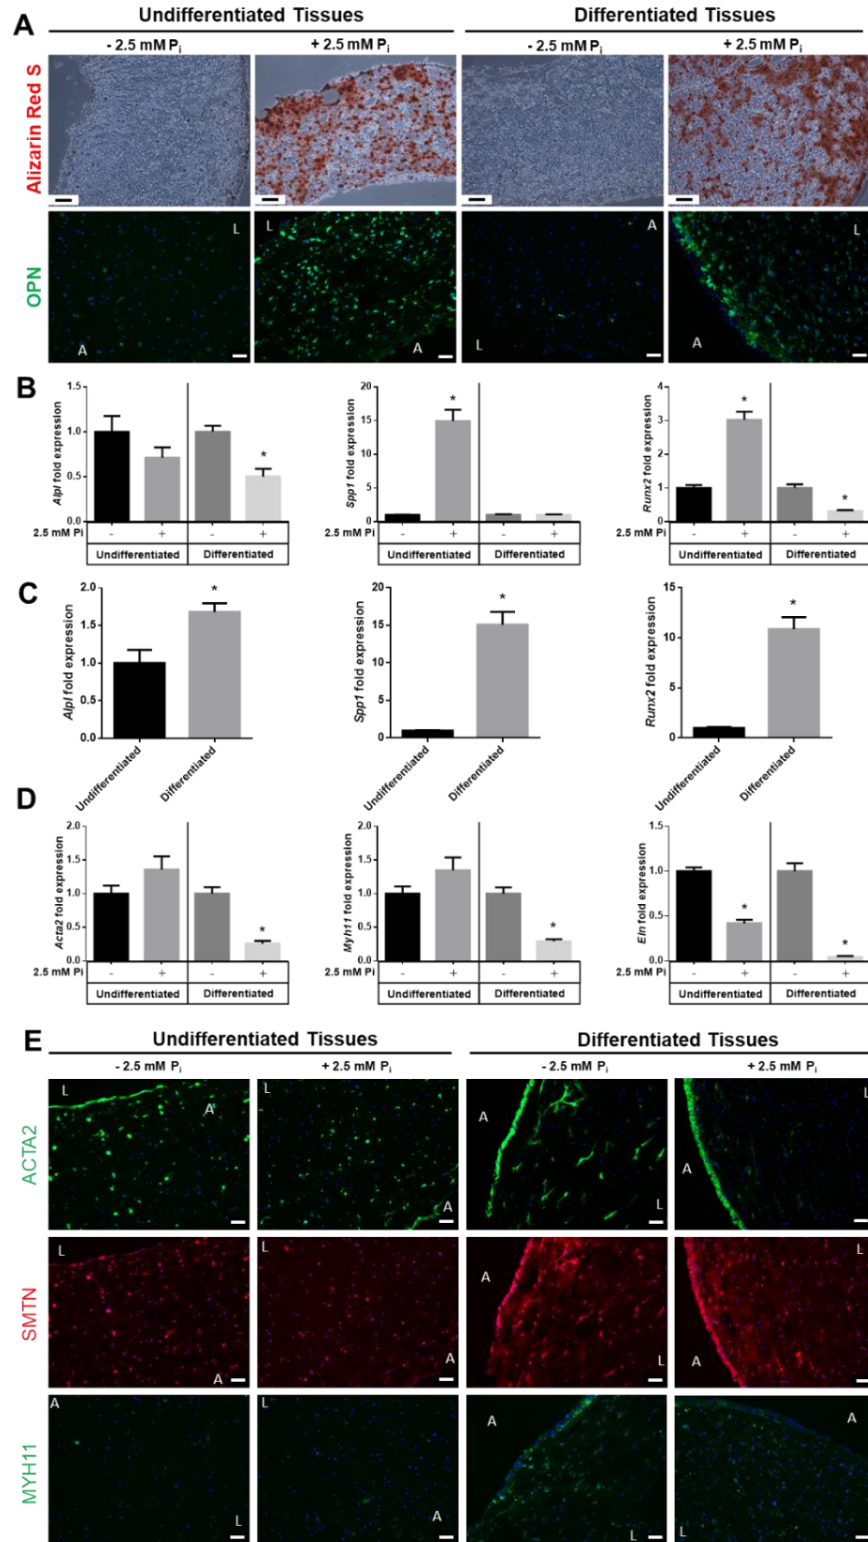 A
Undifferentiated Tissues Differentiated Tissues
- 2.5 mM Pi + 2.5 mM Pi - 2.5 mM Pi + 2.5 mM Pi
Alizarin Red S
OPN
L L A L
A A L A
B
Alpl fold expression
1.5
1.0
0.5
0.0
2.5 mM Pi - + - +
Undifferentiated Differentiated
*
Spp1 fold expression
20
15
10
5
0
2.5 mM Pi - + - +
Undifferentiated Differentiated
*
Runx2 fold expression
4
3
2
1
0
2.5 mM Pi - + - +
Undifferentiated Differentiated
* *
C
Alpl fold expression
2.0
1.5
1.0
0.5
0.0
Undifferentiated Differentiated
*
Spp1 fold expression
20
15
10
5
0
Undifferentiated Differentiated
*
Runx2 fold expression
15
10
5
0
Undifferentiated Differentiated
*
D
Acta2 fold expression
2.0
1.5
1.0
0.5
0.0
2.5 mM Pi - + - +
Undifferentiated Differentiated
*
Myh11 fold expression
2.0
1.5
1.0
0.5
0.0
2.5 mM Pi - + - +
Undifferentiated Differentiated
*
Eln fold expression
1.5
1.0
0.5
0.0
2.5 mM Pi - + - +
Undifferentiated Differentiated
* *
E
Undifferentiated Tissues Differentiated Tissues
- 2.5 mM Pi + 2.5 mM Pi - 2.5 mM Pi + 2.5 mM Pi
ACTA2
L A L A A L A L
SMTN
L A L A A L A L
MYH11
A L L A A L A L